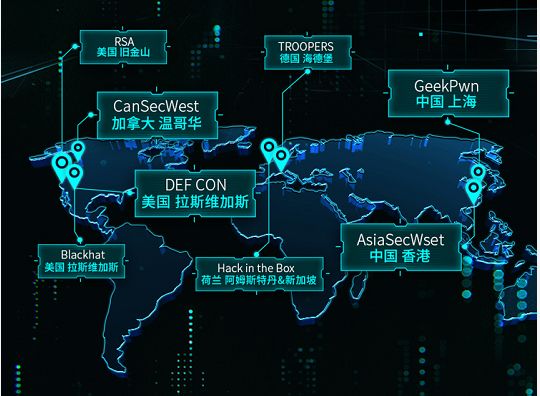 RSA
美国 旧金山
TROOPERS
德国 海德堡
GeekPwn
中国 上海
CanSecWest
加拿大 温哥华
DEF CON
美国 拉斯维加斯
AsiaSecWset
中国 香港
Blackhat
美国 拉斯维加斯
Hack in the Box
荷兰 阿姆斯特丹&新加坡